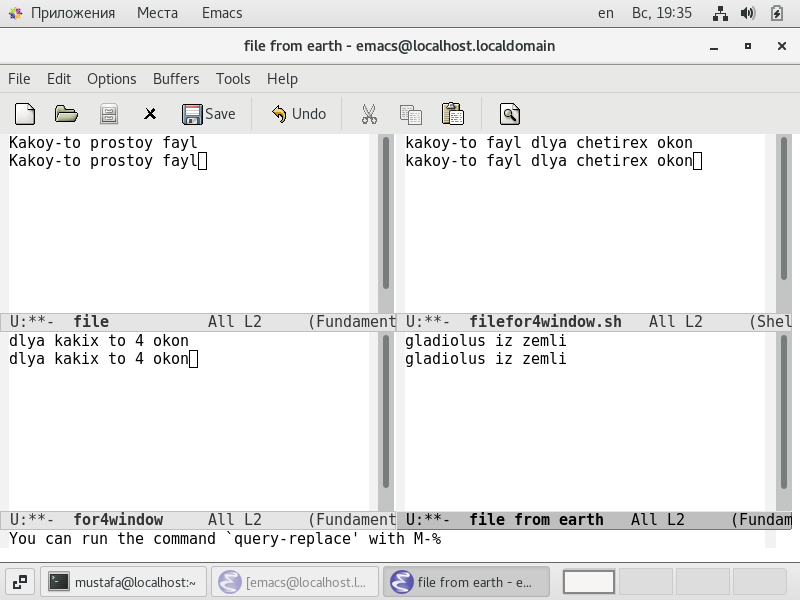 Приложения Места Emacs en Вс, 19:35
file from earth - emacs@localhost.localdomain
File Edit Options Buffers Tools Help
Save Undo
Kakoy-to prostoy fayl
Kakoy-to prostoy fayl
U:**- file All L2 (Fundament
kakoy-to fayl dlya chetirex okon
kakoy-to fayl dlya chetirex okon
U:**- filefor4window.sh All L2 (Shel
dlya kakix to 4 okon
dlya kakix to 4 okon
U:**- for4window All L2 (Fundament
gladiolus iz zemli
gladiolus iz zemli
U:**- file from earth All L2 (Fundam
You can run the command `query-replace' with M-%
mustafa@localhost:~ [emacs@localhost.l... file from earth - e...